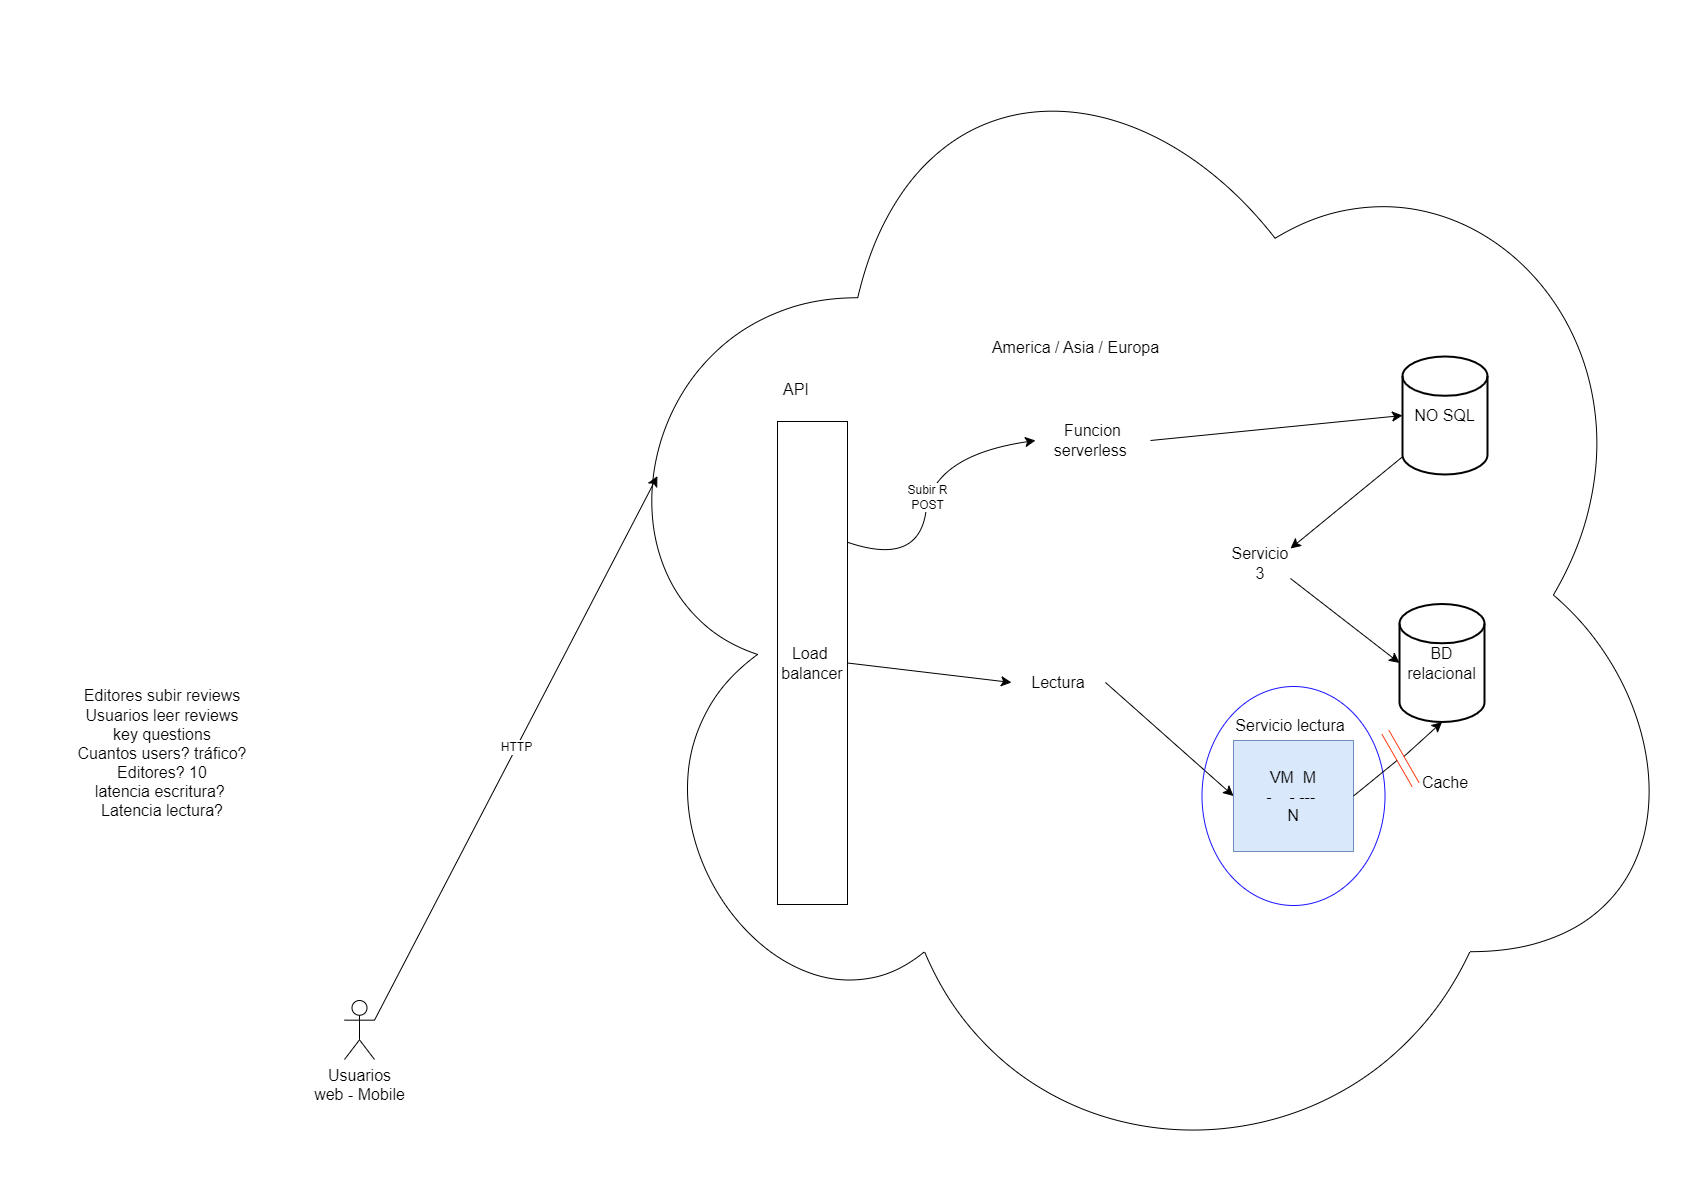 America / Asia / Europa
API
Funcion
serverless
NO SQL
Subir R
POST
Servicio
3
Load
balancer
Lectura
BD
relacional
Editores subir reviews
Usuarios leer reviews
key questions
Cuantos users? tráfico?
Editores? 10
latencia escritura?
Latencia lectura?
HTTP
Servicio lectura
VM  M
-    - ---
N
Cache
Usuarios
web - Mobile